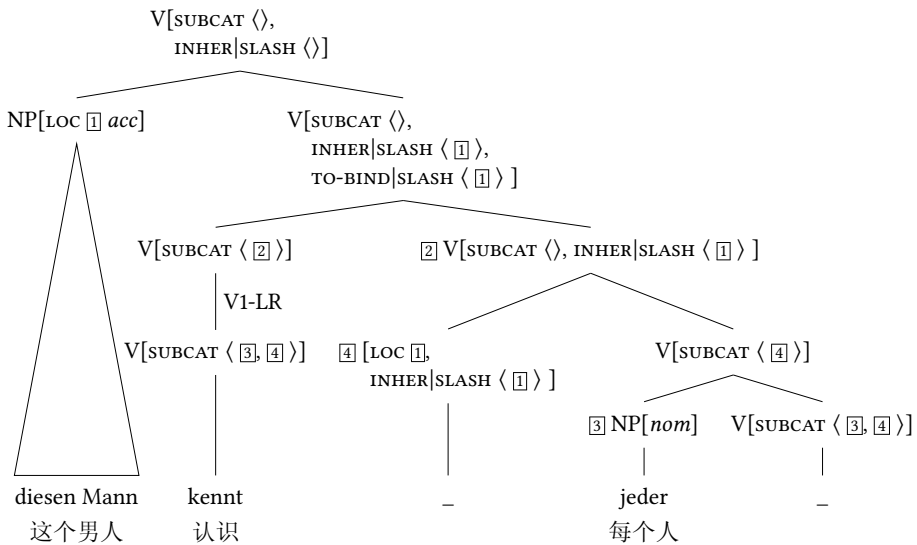 V[SUBCAT ⟨⟩,
INHER|SLASH ⟨⟩]
NP[LOC 1 acc]
V[SUBCAT ⟨⟩,
INHER|SLASH ⟨ 1 ⟩,
TO-BIND|SLASH ⟨ 1 ⟩ ]
V[SUBCAT ⟨ 2 ⟩]
2 V[SUBCAT ⟨⟩, INHER|SLASH ⟨ 1 ⟩ ]
V1-LR
V[SUBCAT ⟨ 3, 4 ⟩]
4 [LOC 1,
INHER|SLASH ⟨ 1 ⟩ ]
V[SUBCAT ⟨ 4 ⟩]
3 NP[nom]
V[SUBCAT ⟨ 3, 4 ⟩]
diesen Mann kennt _ jeder _
这个男人 认识 每个人